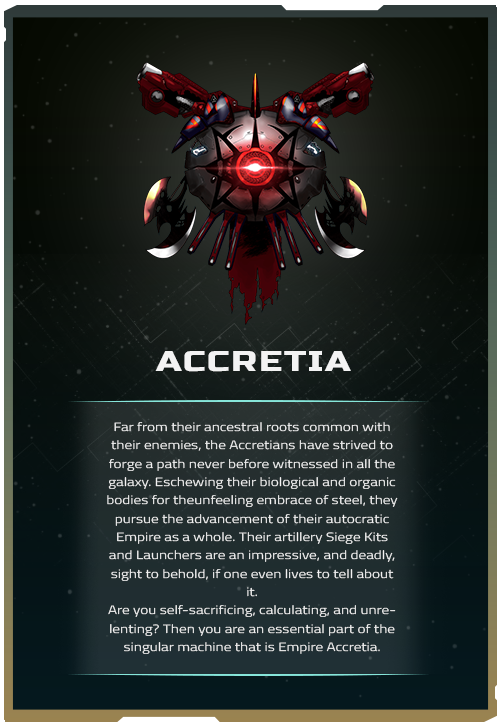 ACCRETIA
Far from their ancestral roots common with
their enemies, the Accretians have strived to
forge a path never before witnessed in all the
galaxy. Eschewing their biological and organic
bodies for theunfeeling embrace of steel, they
pursue the advancement of their autocratic
Empire as a whole. Their artillery Siege Kits
and Launchers are an impressive, and deadly,
sight to behold, if one even lives to tell about
it.
Are you self-sacrificing, calculating, and unre-
lenting? Then you are an essential part of the
singular machine that is Empire Accretia.